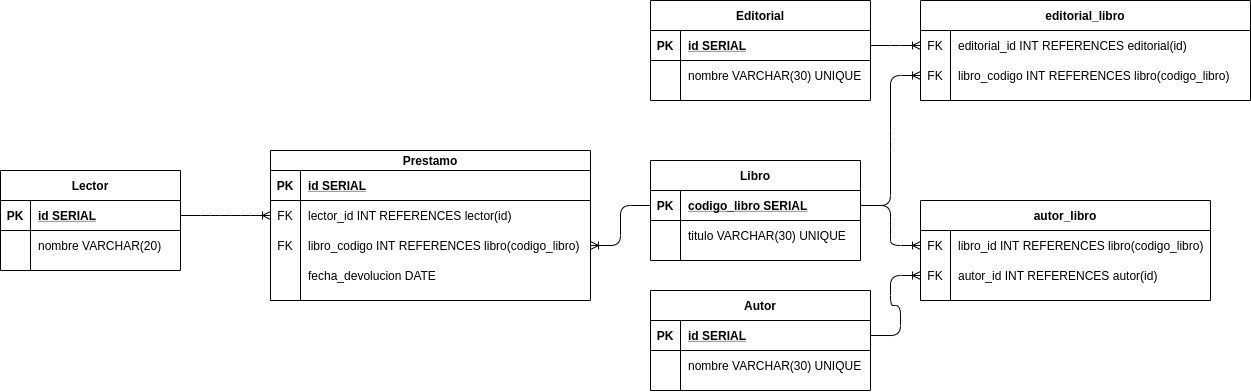 Editorial
PK id SERIAL
nombre VARCHAR(30) UNIQUE
editorial_libro
FK editorial_id INT REFERENCES editorial(id)
FK libro_codigo INT REFERENCES libro(codigo_libro)
Lector
PK id SERIAL
nombre VARCHAR(20)
Prestamo
PK id SERIAL
FK lector_id INT REFERENCES lector(id)
FK libro_codigo INT REFERENCES libro(codigo_libro)
fecha_devolucion DATE
Libro
PK codigo_libro SERIAL
titulo VARCHAR(30) UNIQUE
autor_libro
FK libro_id INT REFERENCES libro(codigo_libro)
FK autor_id INT REFERENCES autor(id)
Autor
PK id SERIAL
nombre VARCHAR(30) UNIQUE